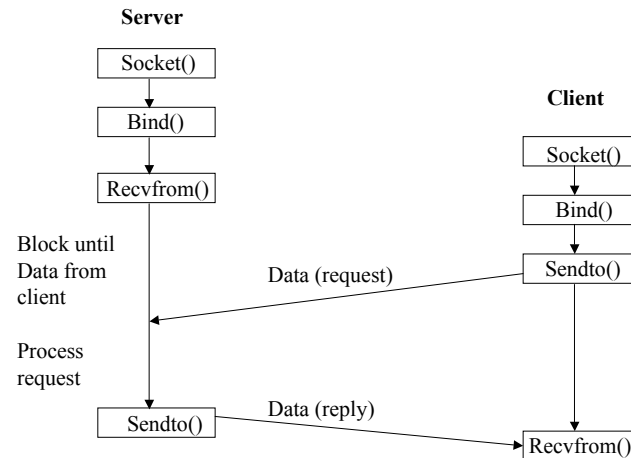 Server
Socket()
Bind()
Recvfrom()
Block until
Data from
client
Process
request
Sendto()
Client
Socket()
Bind()
Sendto()
Data (request)
Data (reply)
Recvfrom()